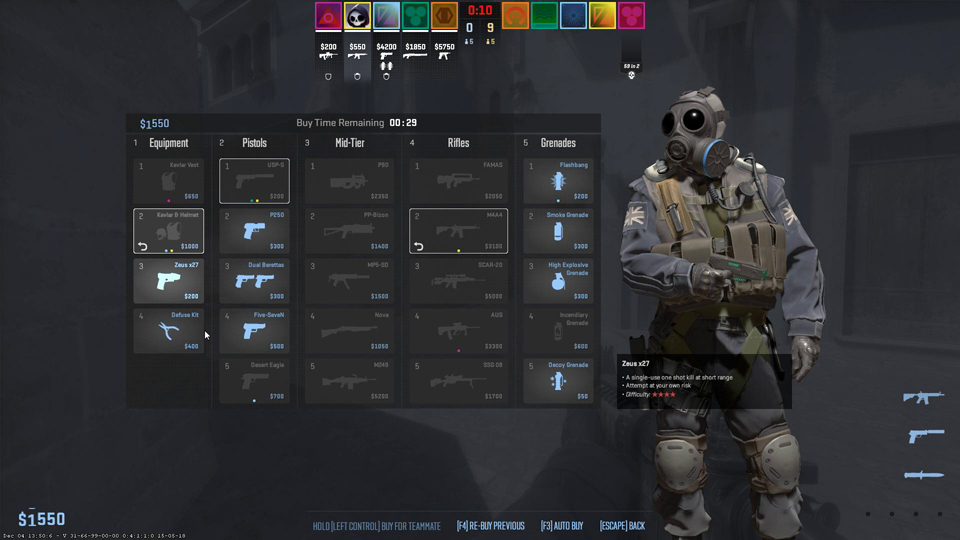 0:10
0 9
5 5
$200 $550 $4200 $1850 $5750
$1550 Buy Time Remaining 00:29
1 Equipment 2 Pistols 3 Mid-Tier 4 Rifles 5 Grenades
1 Kevlar Vest $650
2 Kevlar & Helmet $1000
3 Zeus x27 $200
4 Defuse Kit $400
1 USP-S $200
2 P250 $300
3 Dual Berettas $300
4 Five-SeveN $500
5 Desert Eagle $700
1 P90 $2350
2 PP-Bizon $1400
3 MP5-SD $1500
4 Nova $1050
5 M249 $5200
1 FAMAS $2050
2 M4A4 $3100
3 SCAR-20 $5000
4 AUG $3300
5 SSG 08 $1700
1 Flashbang $200
2 Smoke Grenade $300
3 High Explosive
Grenade
$300
4 Incendiary
Grenade
$600
5 Decoy Grenade $50
Zeus x27
• A single-use one shot kill at short range
• Attempt at your own risk
• Difficulty: ★★★★
$1550
HOLD [LEFT CONTROL] BUY FOR TEAMMATE [F4] RE-BUY PREVIOUS [F3] AUTO BUY [ESCAPE] BACK